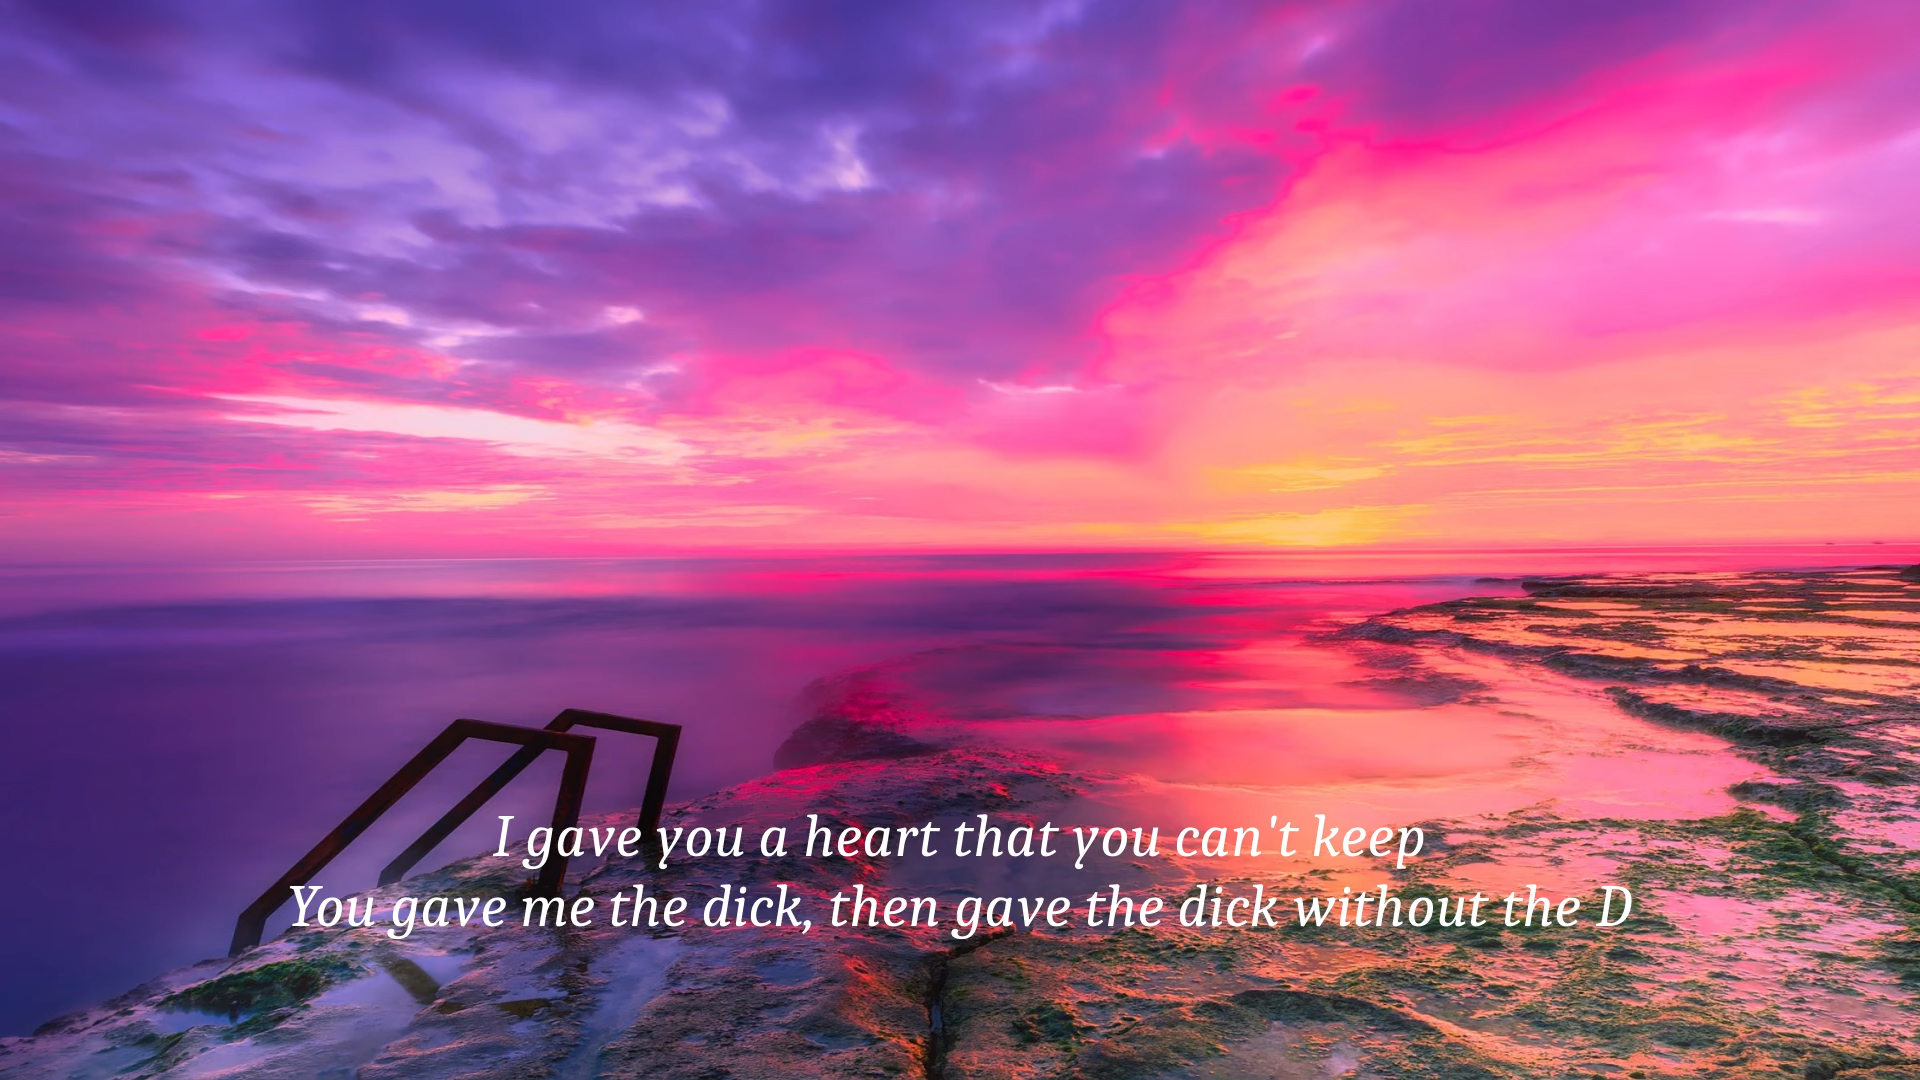 I gave you a heart that you can't keep
You gave me the dick, then gave the dick without the D